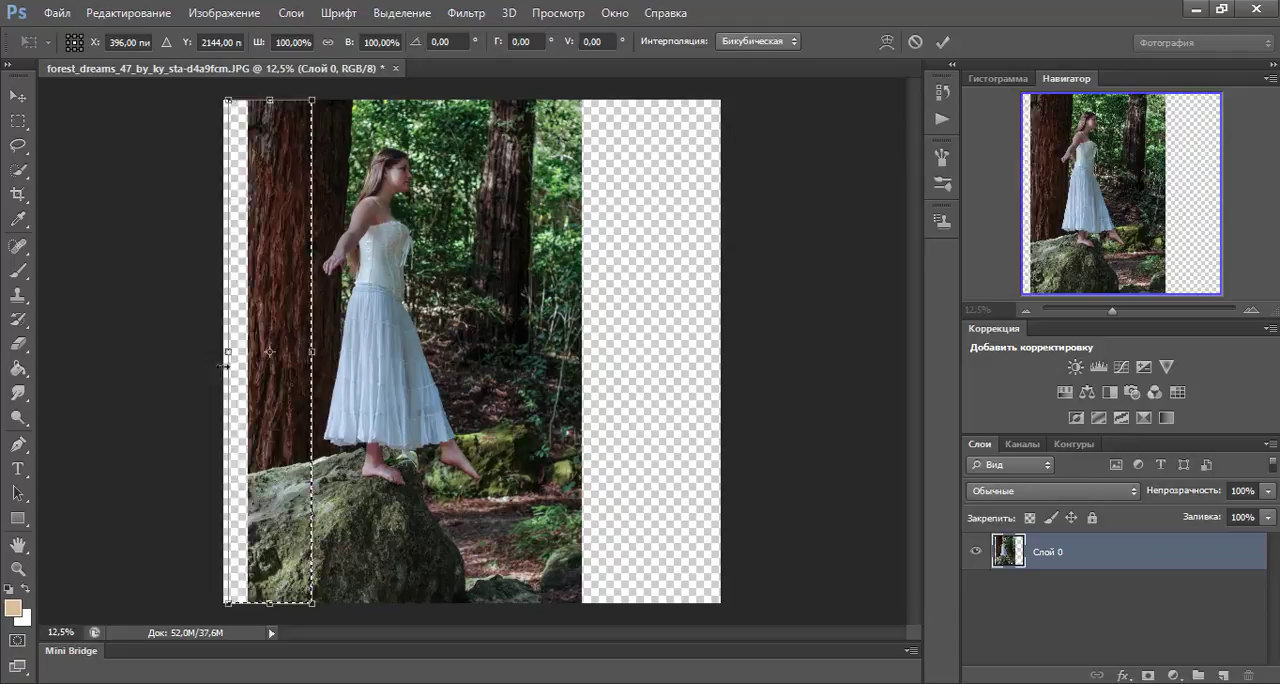 Ps Файл Редактирование Изображение Слои Шрифт Выделение Фильтр 3D Просмотр Окно Справка
X: 396,00 пи Y: 2144,00 п Ш: 100,00% В: 100,00% 0,00 ° Г: 0,00 ° V: 0,00 ° Интерполяция: Бикубическая Фотография
forest_dreams_47_by_ky_sta-d4a9fcm.JPG @ 12,5% (Слой 0, RGB/8) * ×
Гистограмма Навигатор
12,5%
Коррекция
Добавить корректировку
Слои Каналы Контуры
Вид
Обычные Непрозрачность: 100%
Закрепить: Заливка: 100%
Слой 0
12,5% Док: 52,0M/37,6M
Mini Bridge